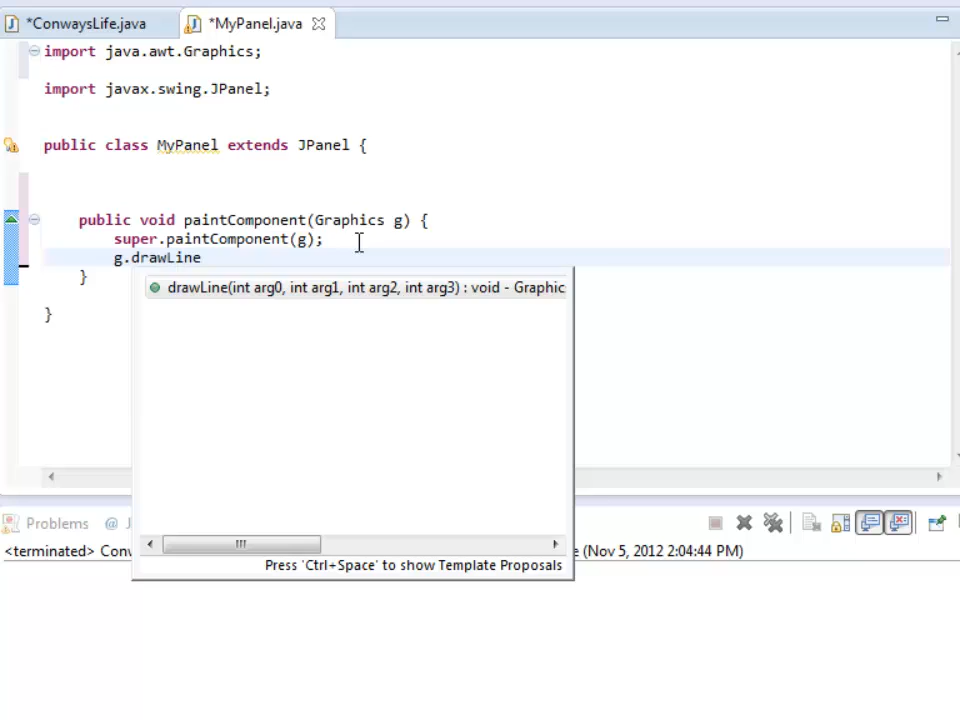 *ConwaysLife.java
*MyPanel.java
import java.awt.Graphics;
import javax.swing.JPanel;
public class MyPanel extends JPanel {
public void paintComponent(Graphics g) {
super.paintComponent(g);
g.drawLine
}
drawLine(int arg0, int arg1, int arg2, int arg3) : void - Graphic
}
Press 'Ctrl+Space' to show Template Proposals
Problems @ J
<terminated> Conw
e (Nov 5, 2012 2:04:44 PM)